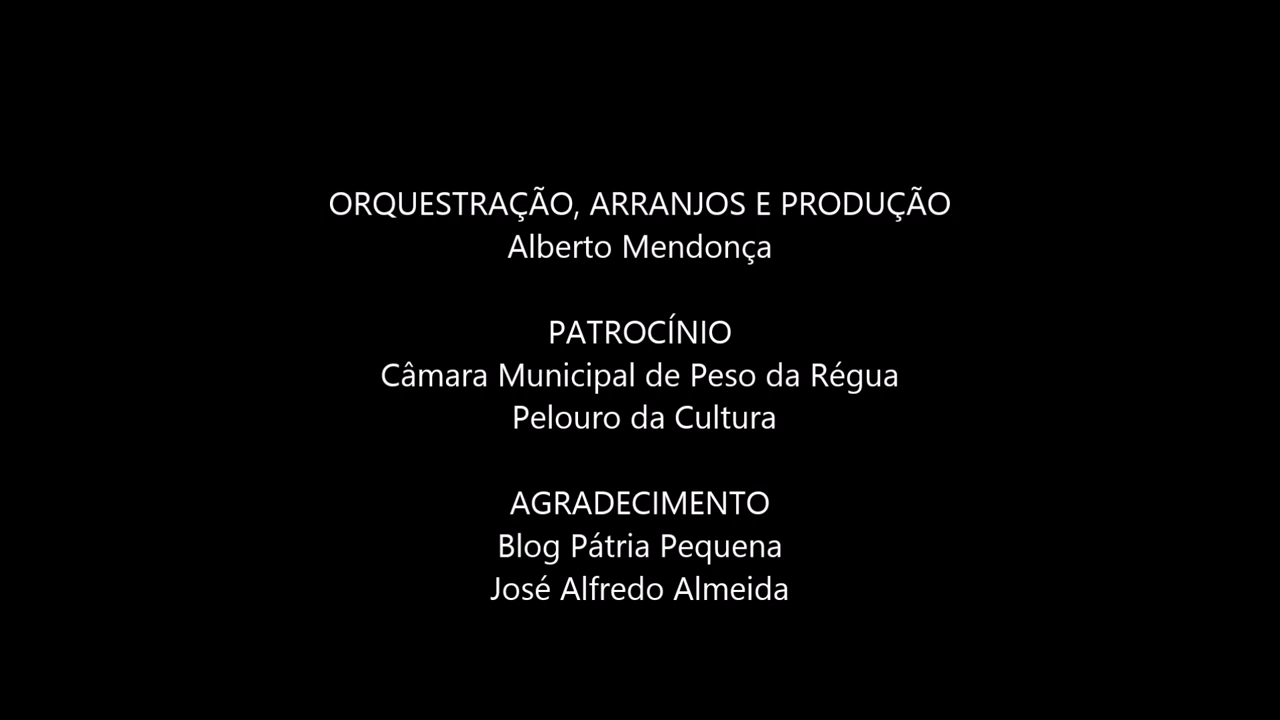 ORQUESTRAÇÃO, ARRANJOS E PRODUÇÃO
Alberto Mendonça
PATROCÍNIO
Câmara Municipal de Peso da Régua
Pelouro da Cultura
AGRADECIMENTO
Blog Pátria Pequena
José Alfredo Almeida